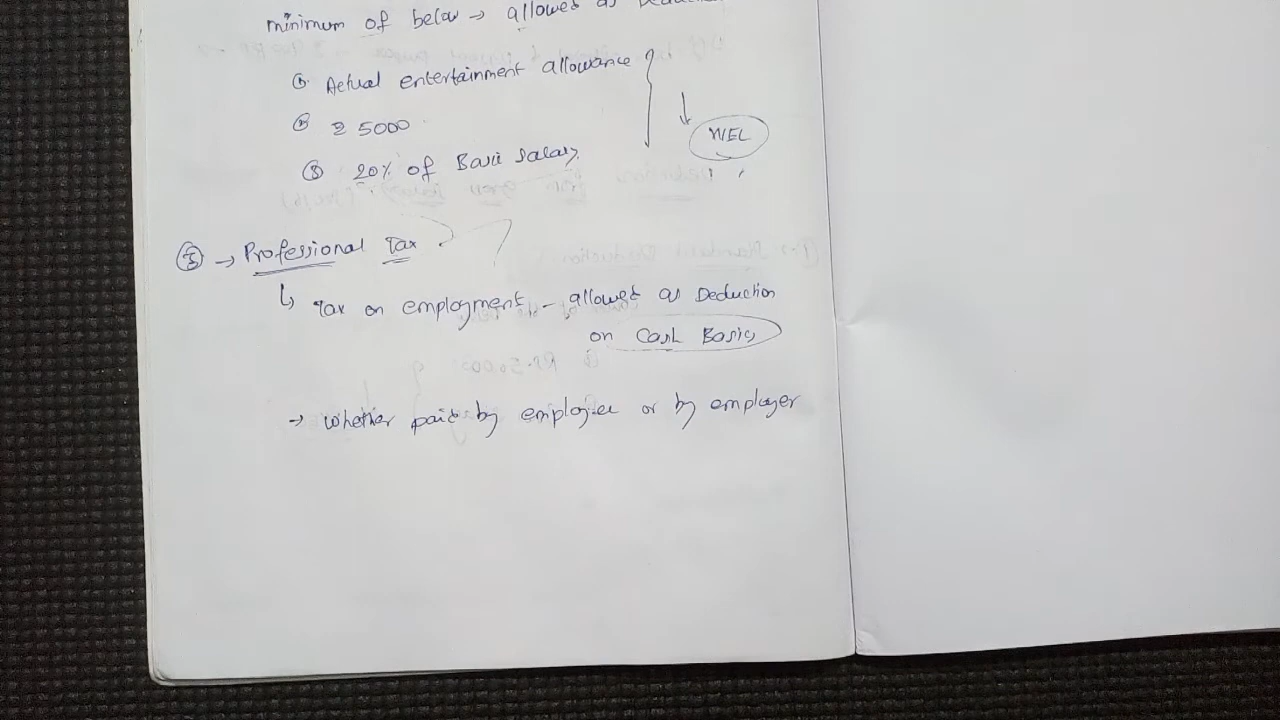 minimum of below → allowed as
① Actual entertainment allowance
② ₹ 5000
WEL
③ 20% of Basic Salary
③ → Professional Tax
↳ Tax on employment - allowed as Deduction
on Cash Basis
→ Whether paid by employee or by employer